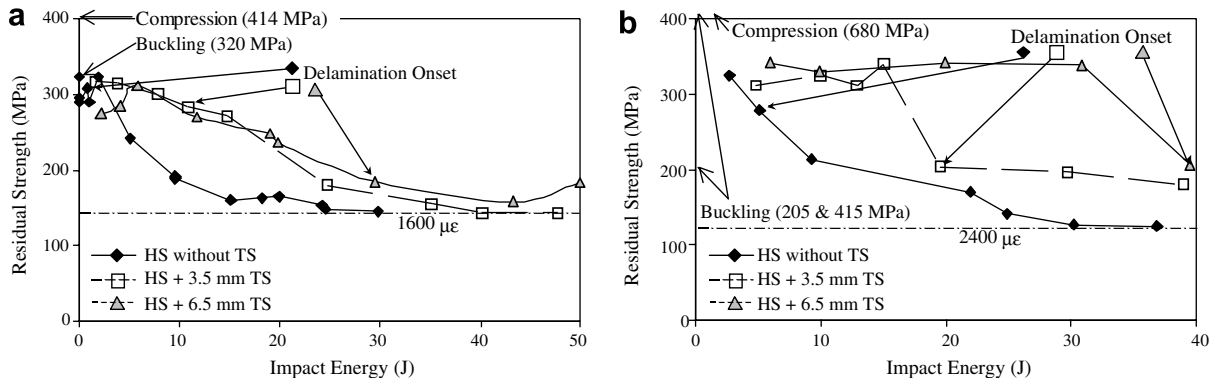 a
Compression (414 MPa)
Buckling (320 MPa)
Delamination Onset
1600 με
HS without TS
HS + 3.5 mm TS
HS + 6.5 mm TS
Residual Strength (MPa)
400
300
200
100
0
0 10 20 30 40 50
Impact Energy (J)
b
Compression (680 MPa)
Delamination Onset
Buckling (205 & 415 MPa)
2400 με
HS without TS
HS + 3.5 mm TS
HS + 6.5 mm TS
Residual Strength (MPa)
400
300
200
100
0
0 10 20 30 40
Impact Energy (J)